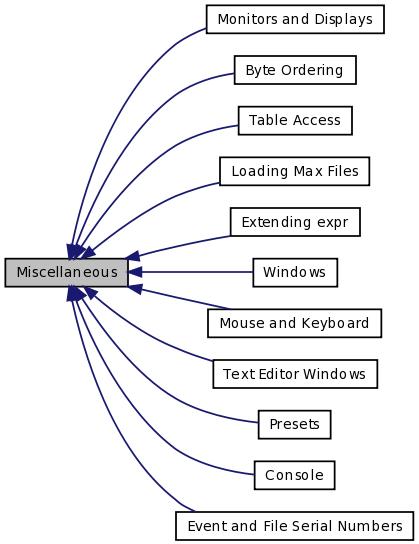 Monitors and Displays
Byte Ordering
Table Access
Loading Max Files
Extending expr
Miscellaneous
Windows
Mouse and Keyboard
Text Editor Windows
Presets
Console
Event and File Serial Numbers